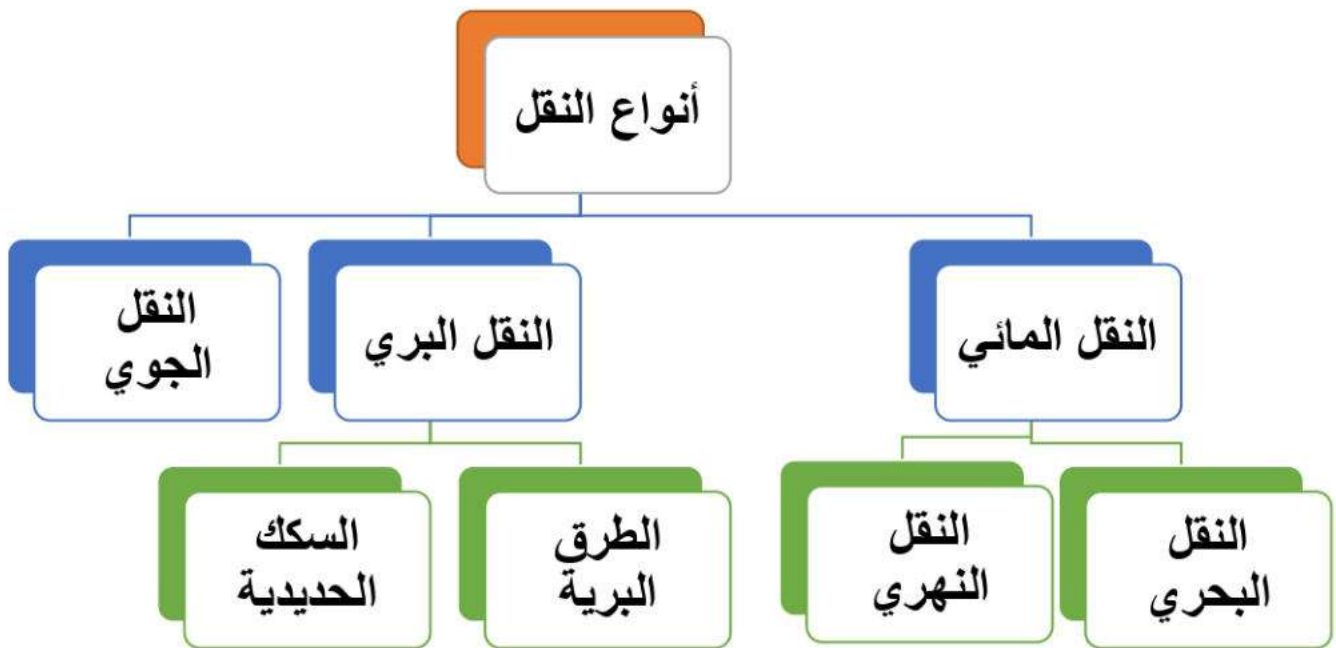 أنواع النقل
النقل المائي
النقل البري
النقل
الجوي
النقل
البحري
النقل
النهري
الطرق
البرية
السكك
الحديدية